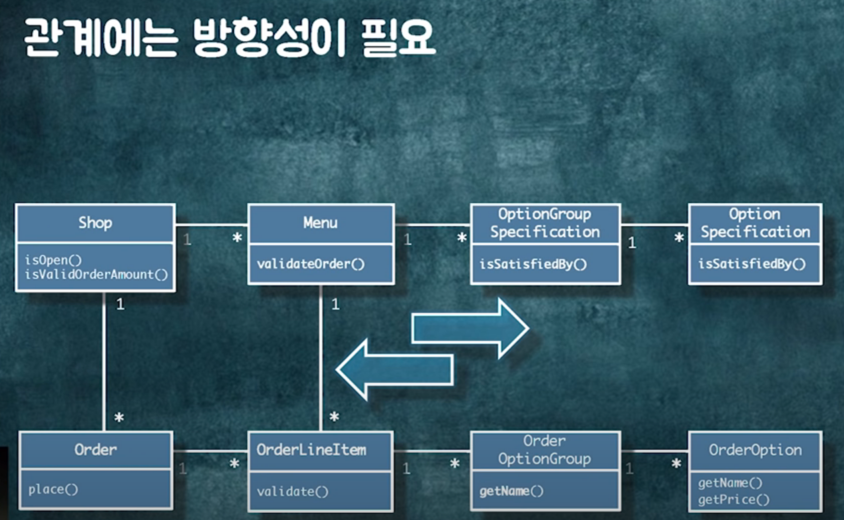 관계에는 방향성이 필요
Shop
isOpen()
isValidOrderAmount()
1
*
Menu
validateOrder()
1
*
OptionGroup
Specification
isSatisfiedBy()
1
*
Option
Specification
isSatisfiedBy()
1
*
1
*
Order
place()
1
*
OrderLineItem
validate()
1
*
Order
OptionGroup
getName()
1
*
OrderOption
getName()
getPrice()